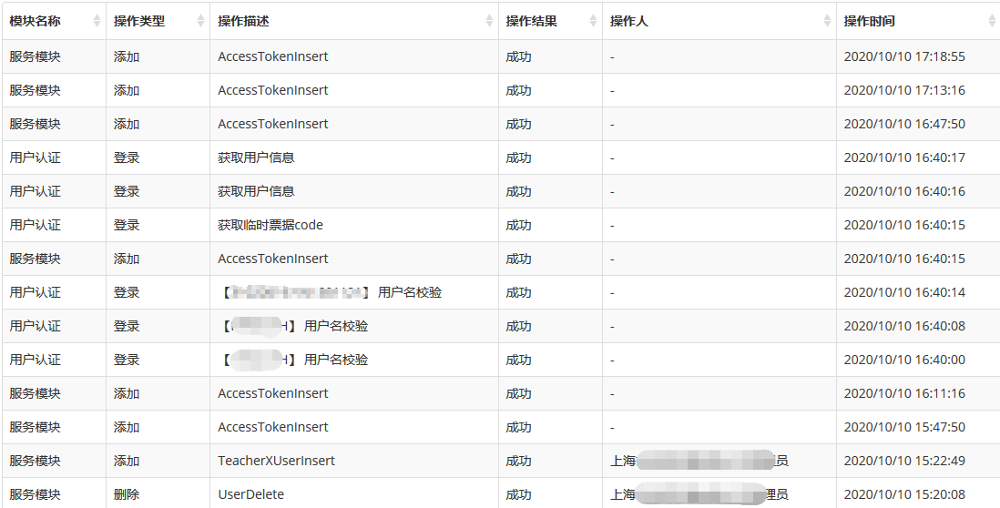 模块名称 操作类型 操作描述 操作结果 操作人 操作时间
服务模块 添加 AccessTokenInsert 成功 - 2020/10/10 17:18:55
服务模块 添加 AccessTokenInsert 成功 - 2020/10/10 17:13:16
服务模块 添加 AccessTokenInsert 成功 - 2020/10/10 16:47:50
用户认证 登录 获取用户信息 成功 - 2020/10/10 16:40:17
用户认证 登录 获取用户信息 成功 - 2020/10/10 16:40:16
用户认证 登录 获取临时票据code 成功 - 2020/10/10 16:40:15
服务模块 添加 AccessTokenInsert 成功 - 2020/10/10 16:40:15
用户认证 登录 【】 用户名校验 成功 - 2020/10/10 16:40:14
用户认证 登录 【】 用户名校验 成功 - 2020/10/10 16:40:08
用户认证 登录 【】 用户名校验 成功 - 2020/10/10 16:40:00
服务模块 添加 AccessTokenInsert 成功 - 2020/10/10 16:11:16
服务模块 添加 AccessTokenInsert 成功 - 2020/10/10 15:47:50
服务模块 添加 TeacherXUserInsert 成功 上海 员 2020/10/10 15:22:49
服务模块 删除 UserDelete 成功 上海 理员 2020/10/10 15:20:08